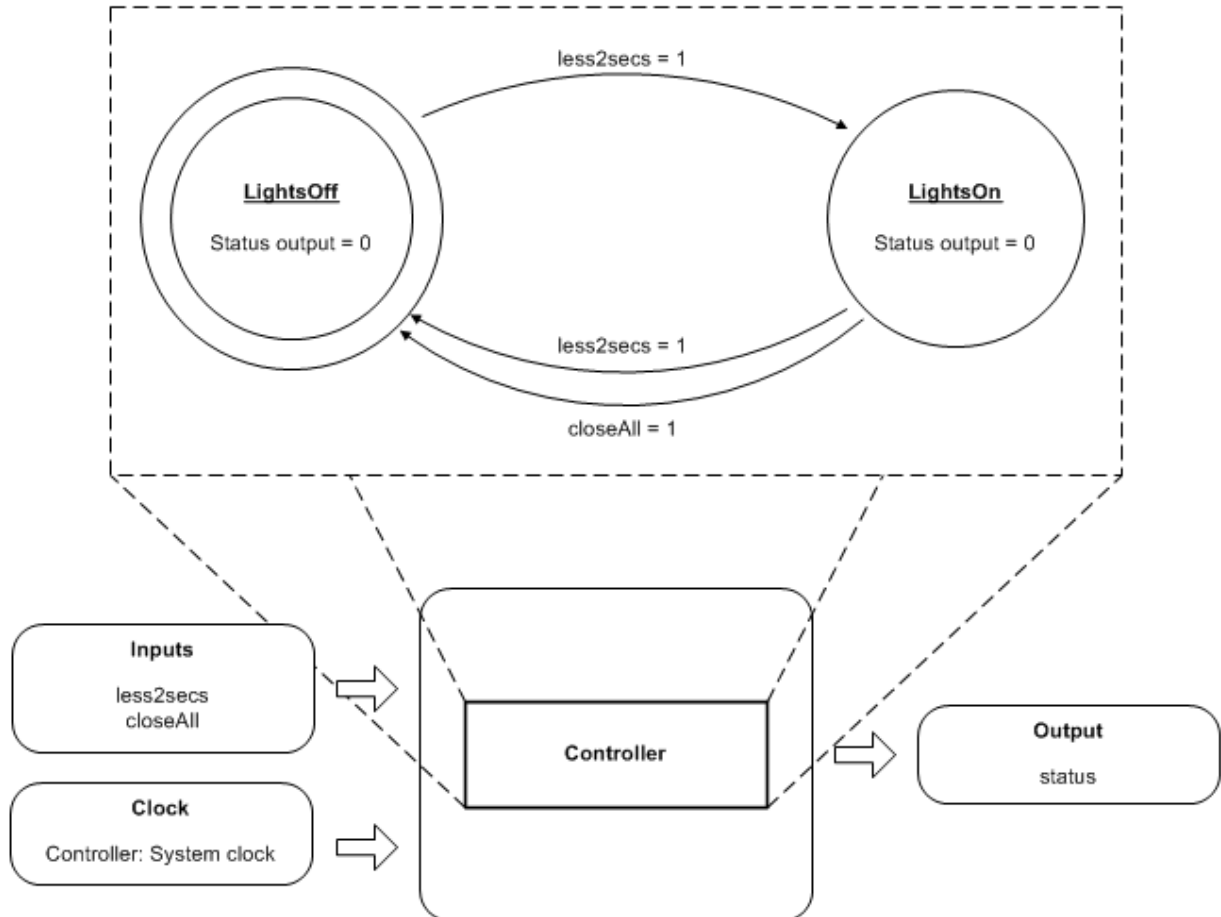 less2secs = 1
LightsOff
Status output = 0
LightsOn
Status output = 0
less2secs = 1
closeAll = 1
Inputs
less2secs
closeAll
Controller
Output
status
Clock
Controller: System clock